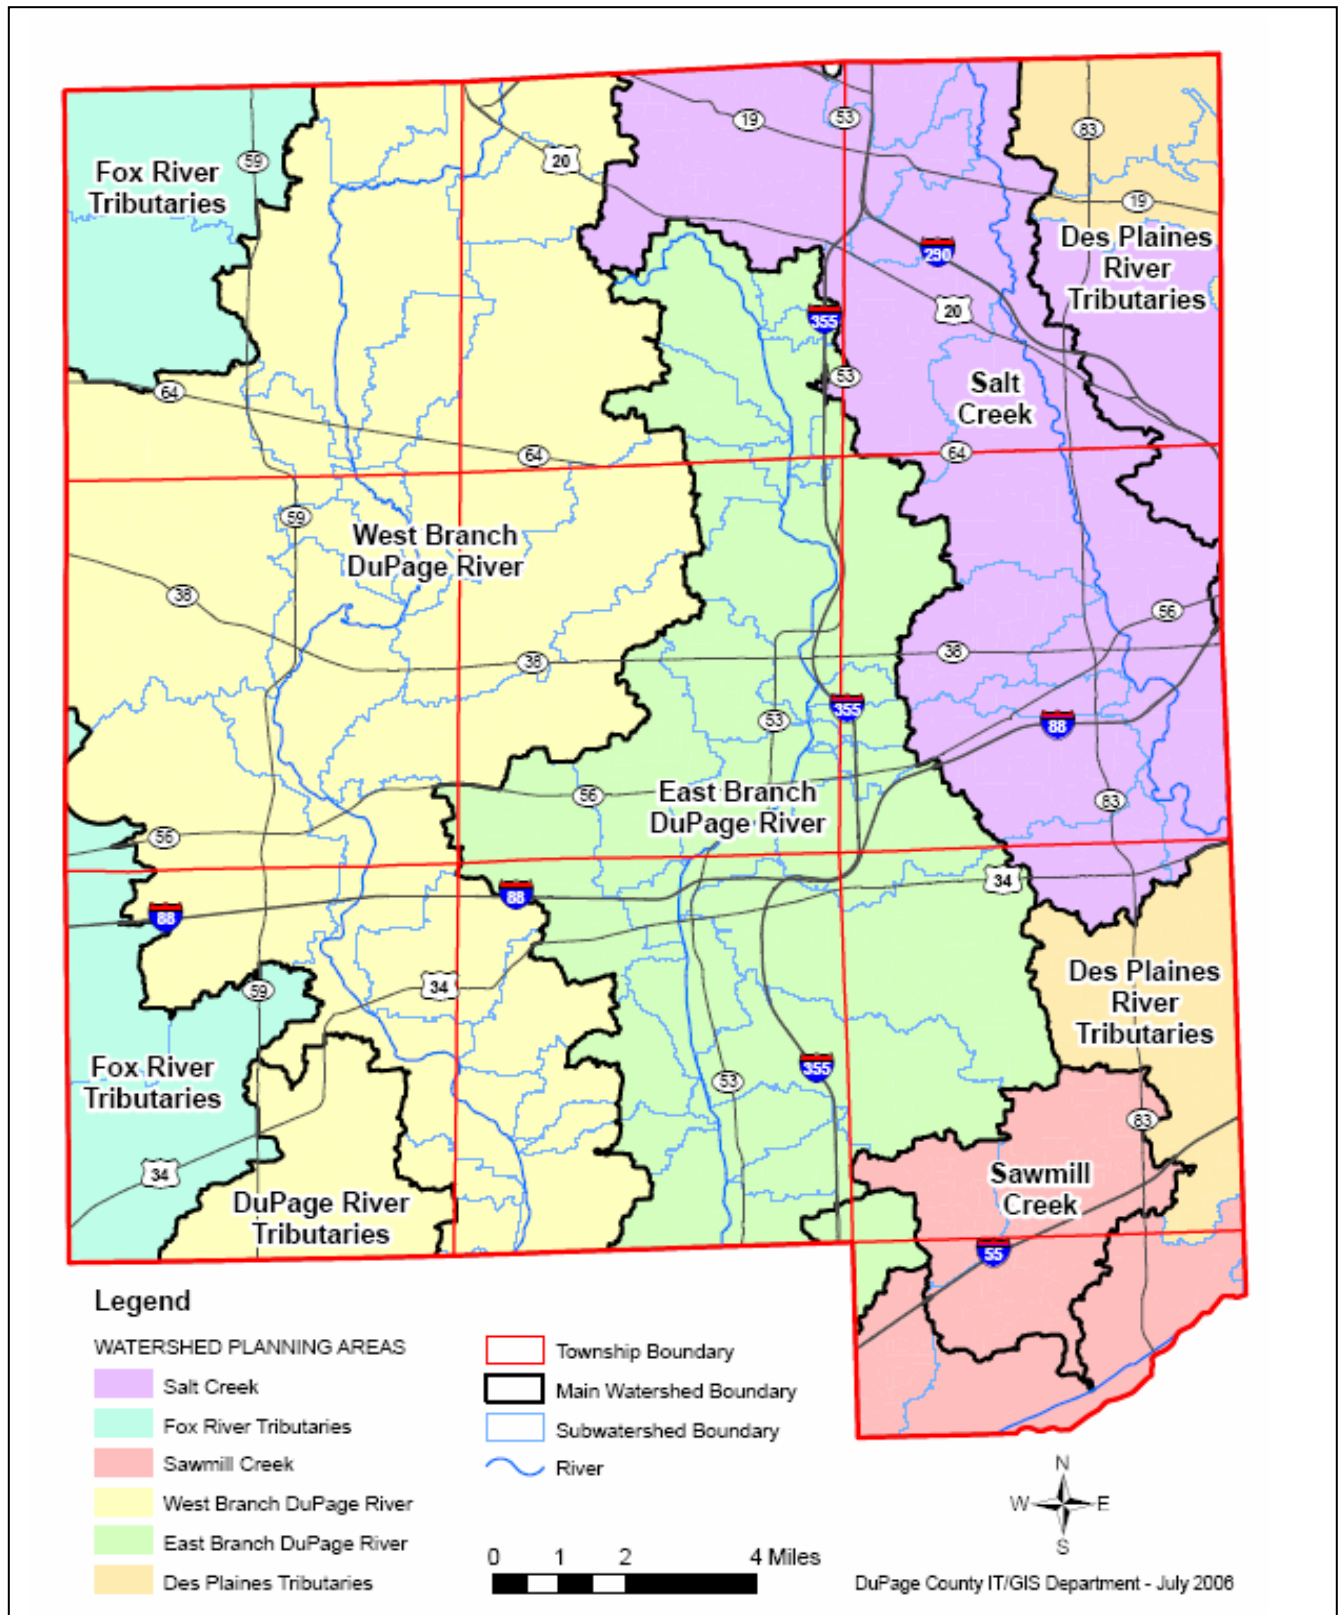 Fox River
Tributaries
59
20
19
53
83
19
Des Plaines
River
Tributaries
290
20
355
53
Salt
Creek
64
64
64
59
West Branch
DuPage River
38
56
38
38
355
53
88
56
East Branch
DuPage River
83
56
34
88
88
Des Plaines
River
Tributaries
59
34
Fox River
Tributaries
355
53
83
34
Sawmill
Creek
DuPage River
Tributaries
55
Legend
WATERSHED PLANNING AREAS
Salt Creek
Fox River Tributaries
Sawmill Creek
West Branch DuPage River
East Branch DuPage River
Des Plaines Tributaries
Township Boundary
Main Watershed Boundary
Subwatershed Boundary
River
N
W E
S
0 1 2 4 Miles
DuPage County IT/GIS Department - July 2006